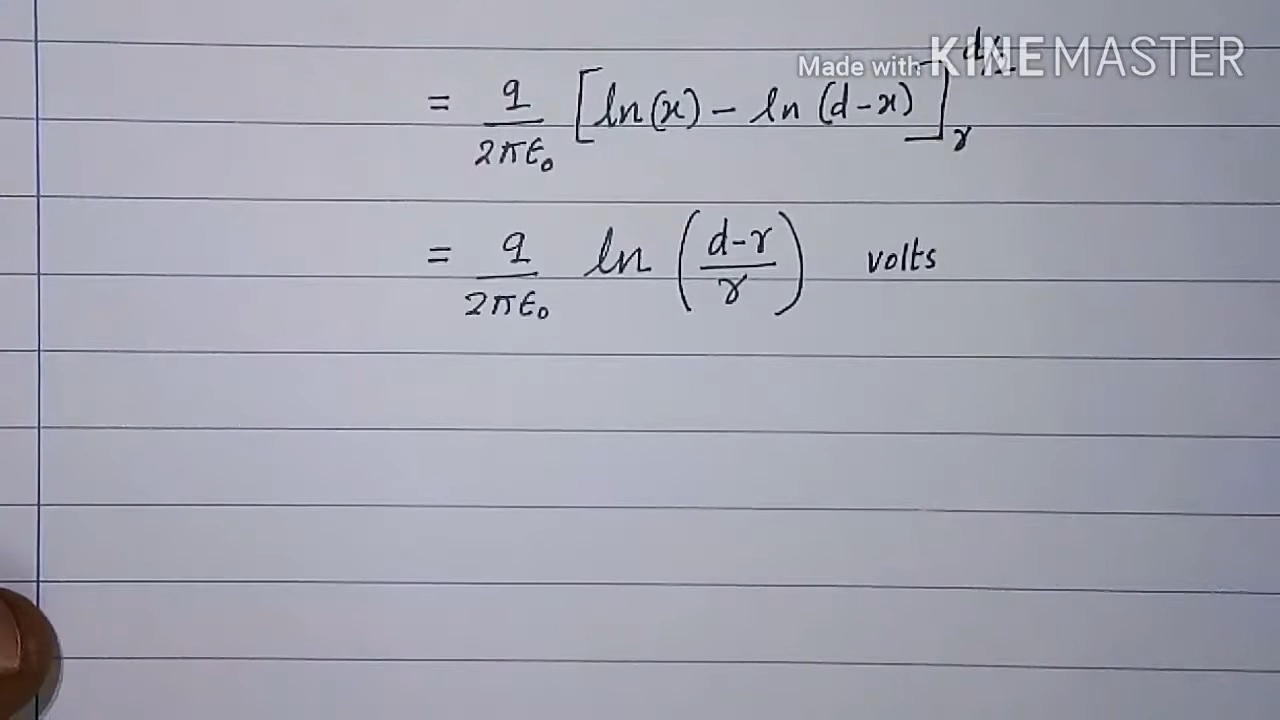 Made with KINEMASTER
= q/2πε₀ [ln(x) − ln(d−x)]ᵣ
= q/2πε₀ ln((d−r)/r) volts